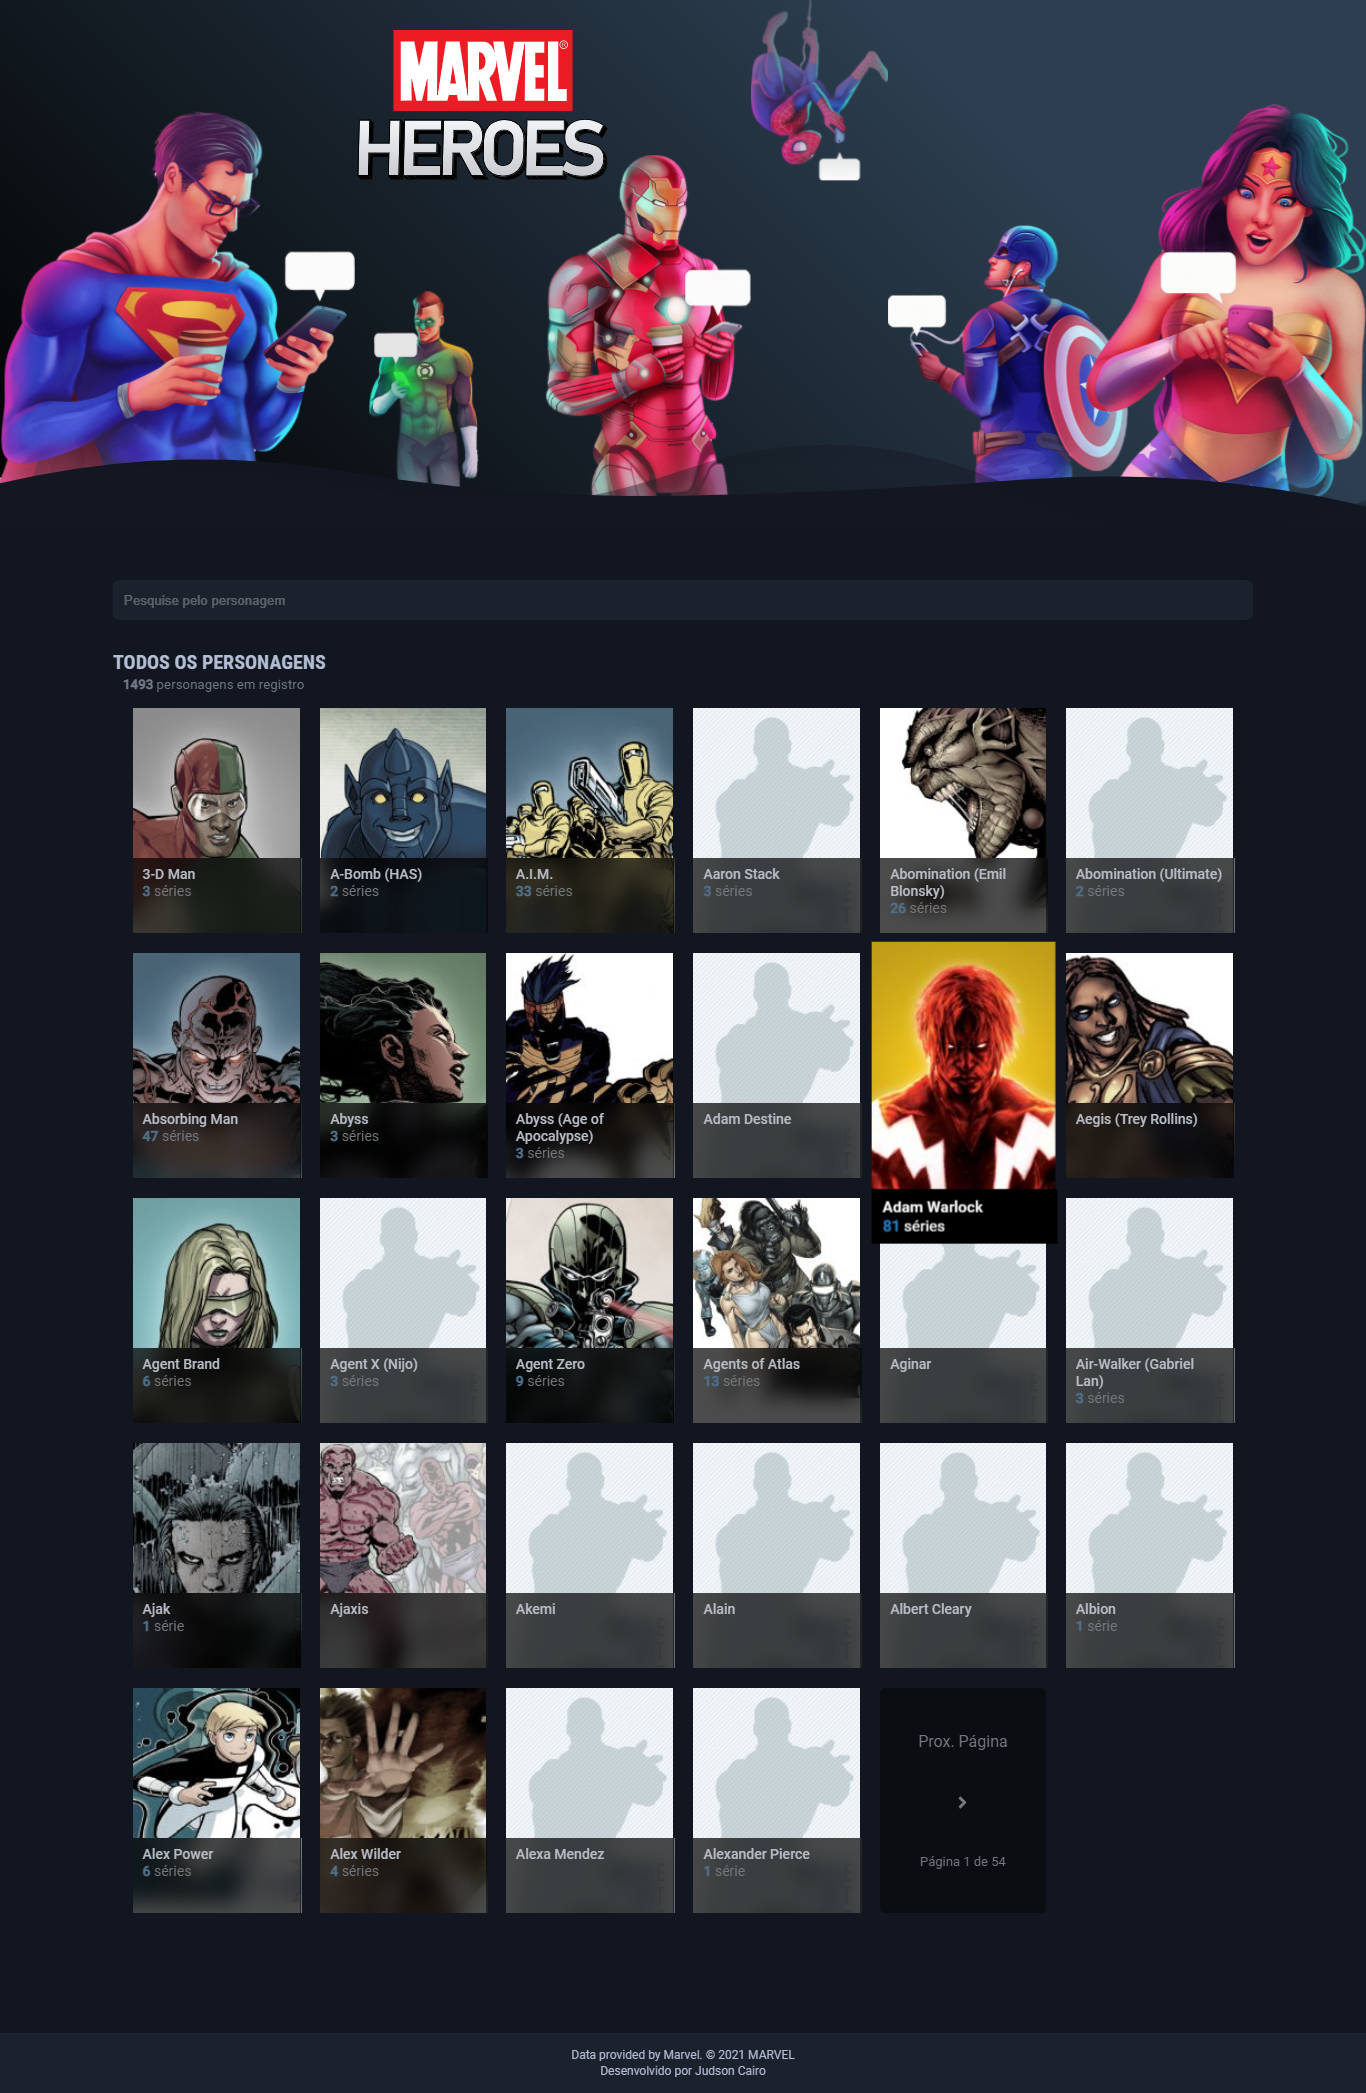 MARVEL®
HEROES
Pesquise pelo personagem
TODOS OS PERSONAGENS
1493 personagens em registro
3-D Man
3 séries
A-Bomb (HAS)
2 séries
A.I.M.
33 séries
Aaron Stack
3 séries
Abomination (Emil
Blonsky)
26 séries
Abomination (Ultimate)
2 séries
Absorbing Man
47 séries
Abyss
3 séries
Abyss (Age of
Apocalypse)
3 séries
Adam Destine
Adam Warlock
81 séries
Aegis (Trey Rollins)
Agent Brand
6 séries
Agent X (Nijo)
3 séries
Agent Zero
9 séries
Agents of Atlas
13 séries
Aginar
Air-Walker (Gabriel
Lan)
3 séries
Ajak
1 série
Ajaxis
Akemi
Alain
Albert Cleary
Albion
1 série
Alex Power
6 séries
Alex Wilder
4 séries
Alexa Mendez
Alexander Pierce
1 série
Prox. Página
Página 1 de 54
Data provided by Marvel. © 2021 MARVEL
Desenvolvido por Judson Cairo